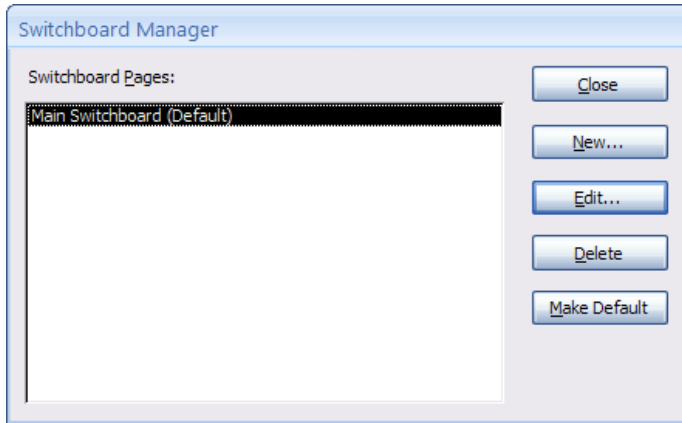 Switchboard Manager
Switchboard Pages:
Main Switchboard (Default)
Close
New...
Edit...
Delete
Make Default